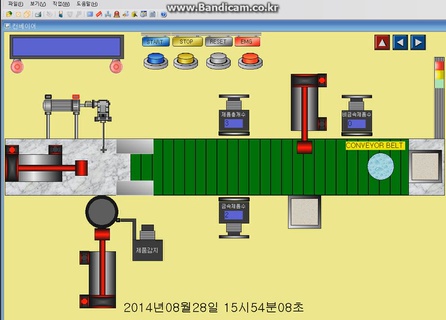 www.Bandicam.co.kr
컨베이어
START STOP RESET EMG
제품총개수
비금속제품수
CONVEYOR BELT
금속제품수
제품감지
2014년08월28일 15시54분08초